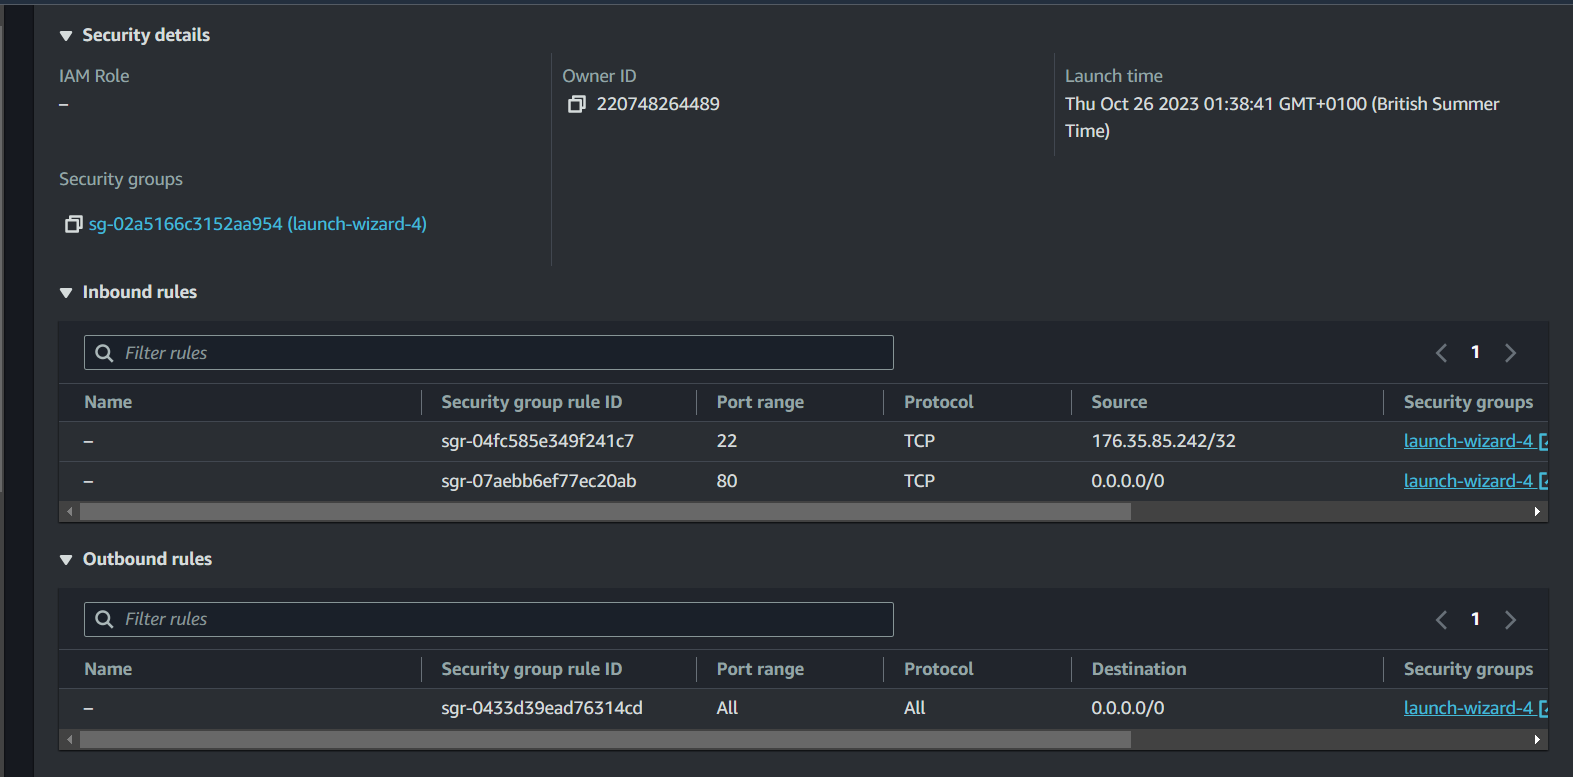 Security details
IAM Role
–
Owner ID
220748264489
Launch time
Thu Oct 26 2023 01:38:41 GMT+0100 (British Summer
Time)
Security groups
sg-02a5166c3152aa954 (launch-wizard-4)
Inbound rules
Filter rules
1
Name Security group rule ID Port range Protocol Source Security groups
– sgr-04fc585e349f241c7 22 TCP 176.35.85.242/32 launch-wizard-4
– sgr-07aebb6ef77ec20ab 80 TCP 0.0.0.0/0 launch-wizard-4
Outbound rules
Filter rules
1
Name Security group rule ID Port range Protocol Destination Security groups
– sgr-0433d39ead76314cd All All 0.0.0.0/0 launch-wizard-4